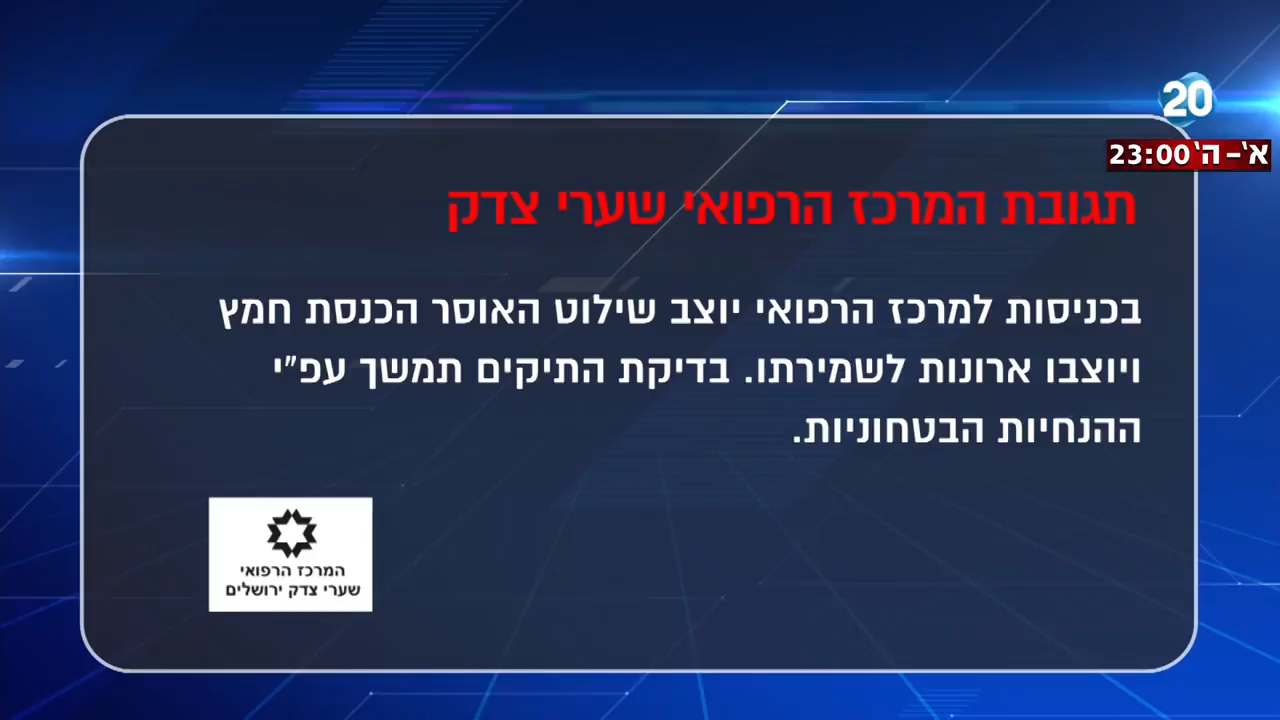 20
א'-ה' 23:00
תגובת המרכז הרפואי שערי צדק
בכניסות למרכז הרפואי יוצב שילוט האוסר הכנסת חמץ
ויוצבו ארונות לשמירתו. בדיקת התיקים תמשך עפ"י
ההנחיות הבטחוניות.
המרכז הרפואי
שערי צדק ירושלים